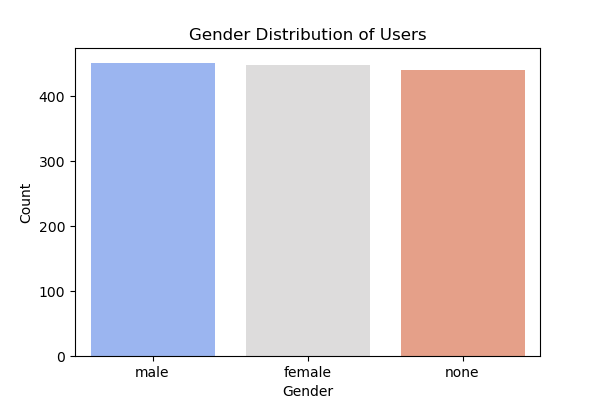 Gender Distribution of Users
Count
400
300
200
100
0
male female none
Gender